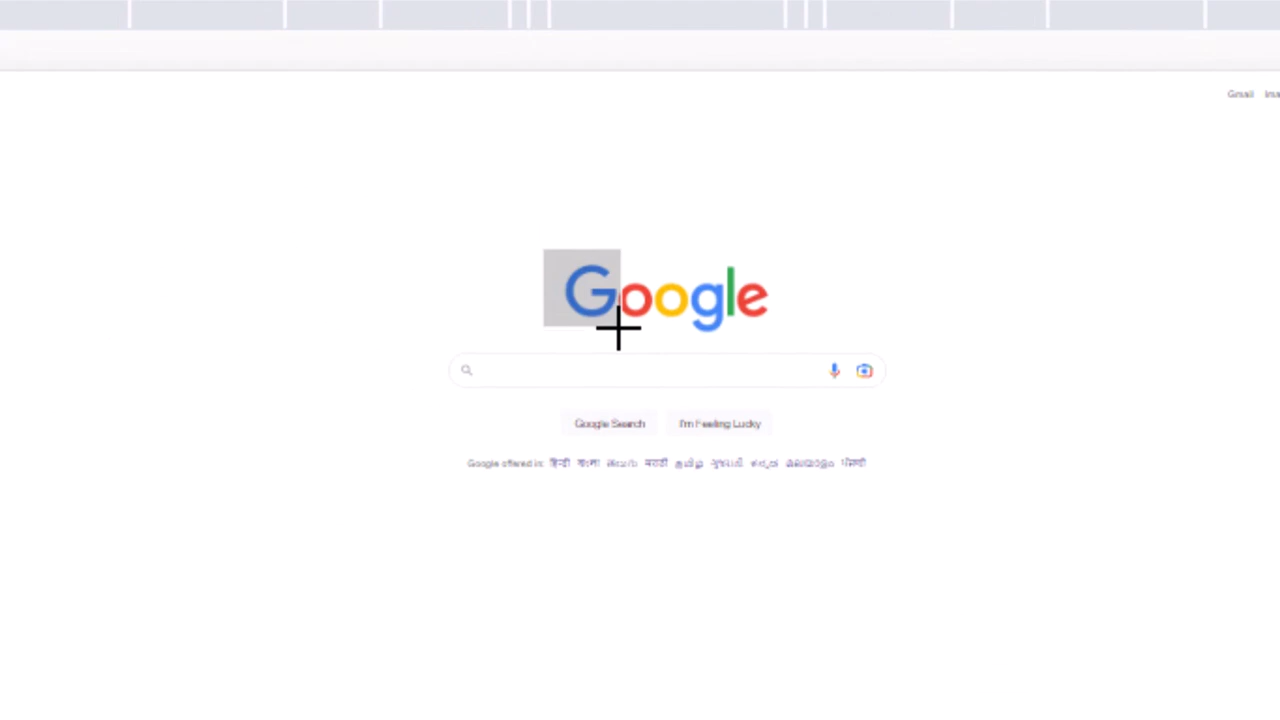 Gmail
Google
Google Search I'm Feeling Lucky
Google offered in: हिन्दी বাংলা తెలుగు मराठी தமிழ் ગુજરાતી ಕನ್ನಡ മലയാളം ਪੰਜਾਬੀ